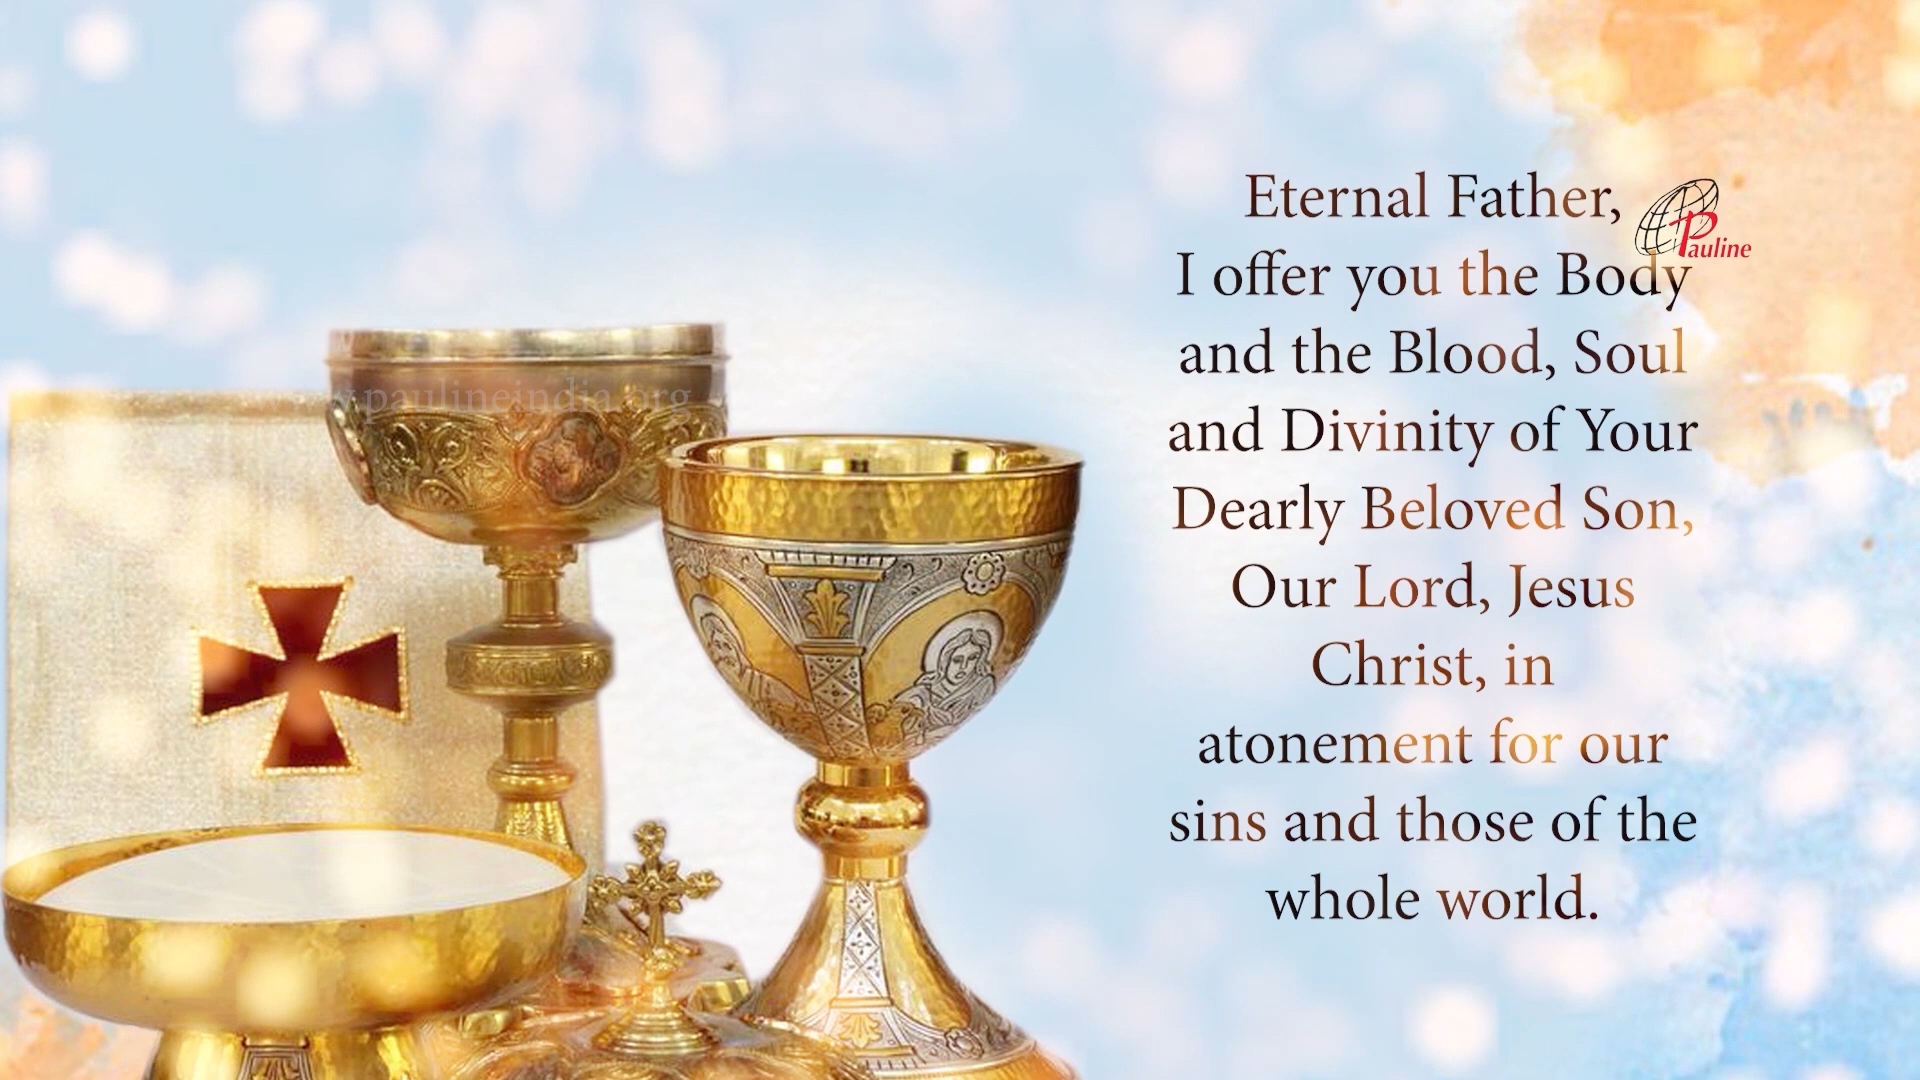 Eternal Father,
Pauline
I offer you the Body
and the Blood, Soul
and Divinity of Your
Dearly Beloved Son,
Our Lord, Jesus
Christ, in
atonement for our
sins and those of the
whole world.
paulineindia.org